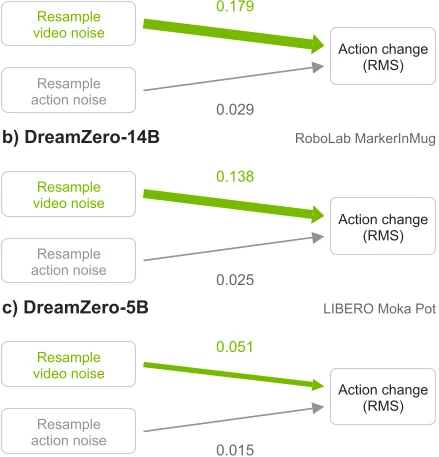 0.179
Resample
video noise
Action change
(RMS)
Resample
action noise
0.029
b) DreamZero-14B
RoboLab MarkerInMug
0.138
Resample
video noise
Action change
(RMS)
Resample
action noise
0.025
c) DreamZero-5B
LIBERO Moka Pot
0.051
Resample
video noise
Action change
(RMS)
Resample
action noise
0.015